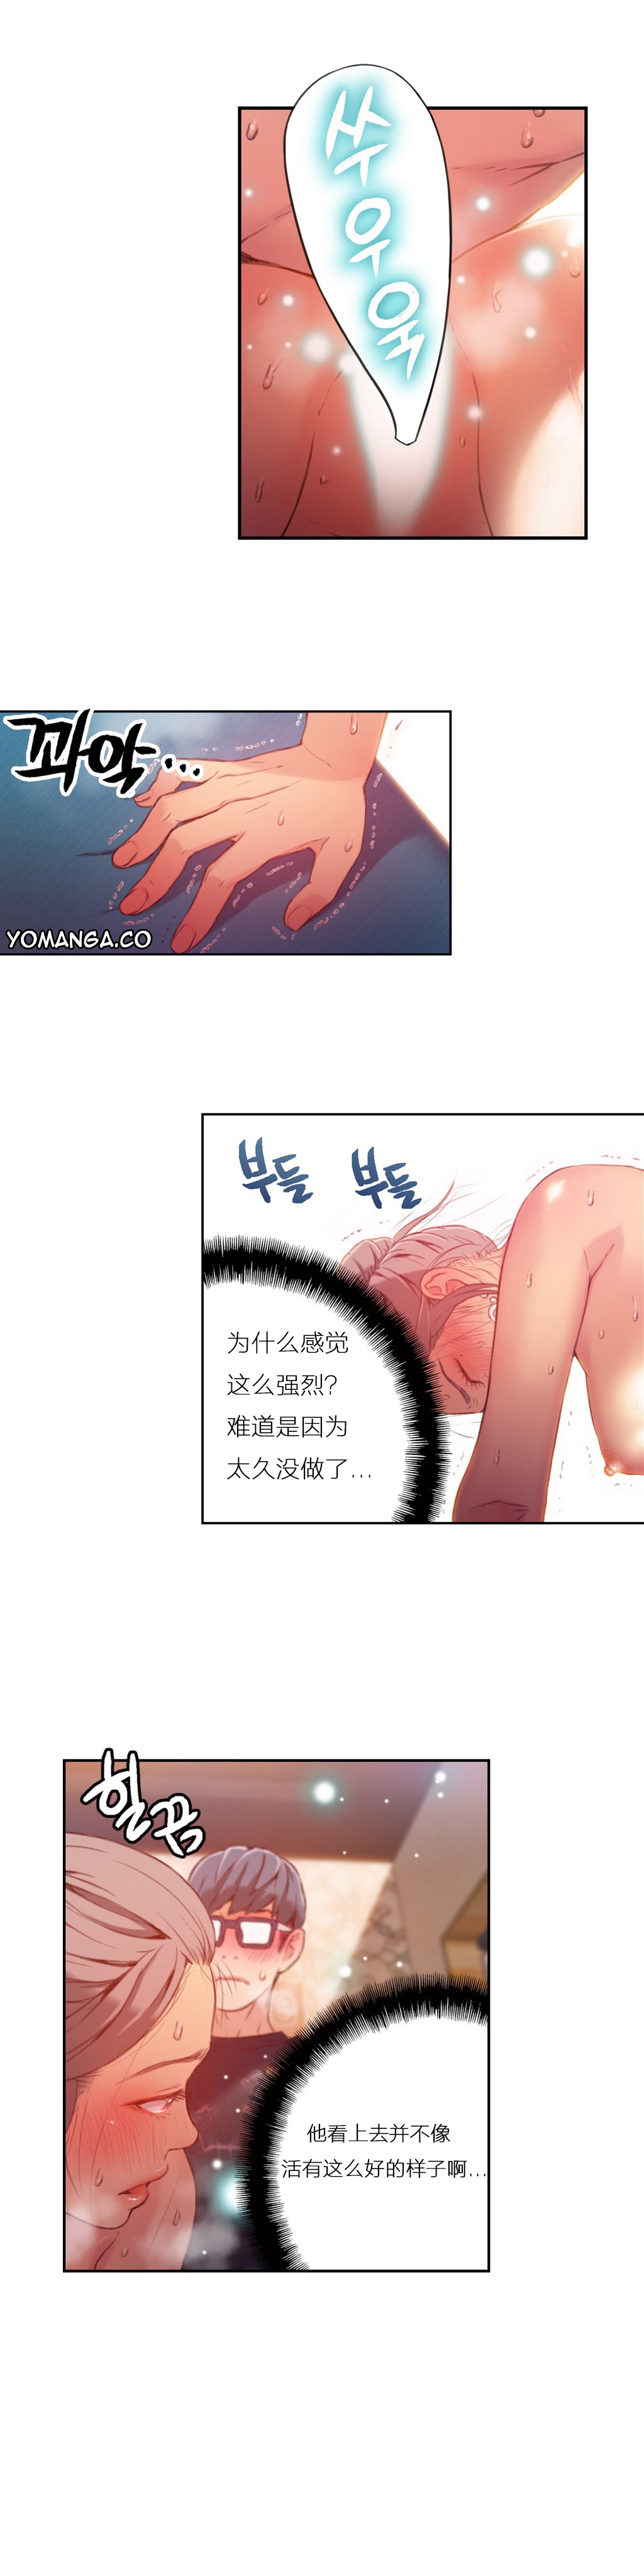 쑤
우
욱
꽈악...
YOMANGA.CO
부들 부들
为什么感觉
这么强烈?
难道是因为
太久没做了...
힐끔
他看上去并不像
活有这么好的样子啊...